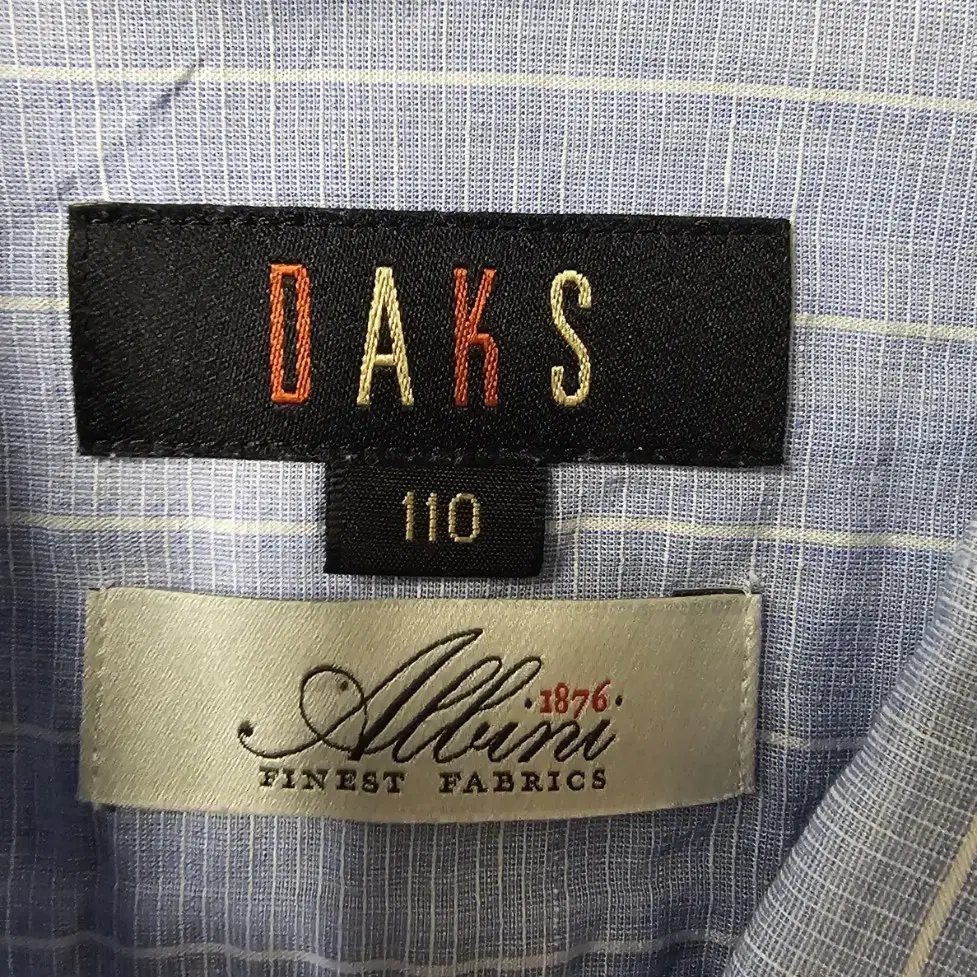 DAKS
110
Albini
·1876·
FINEST FABRICS